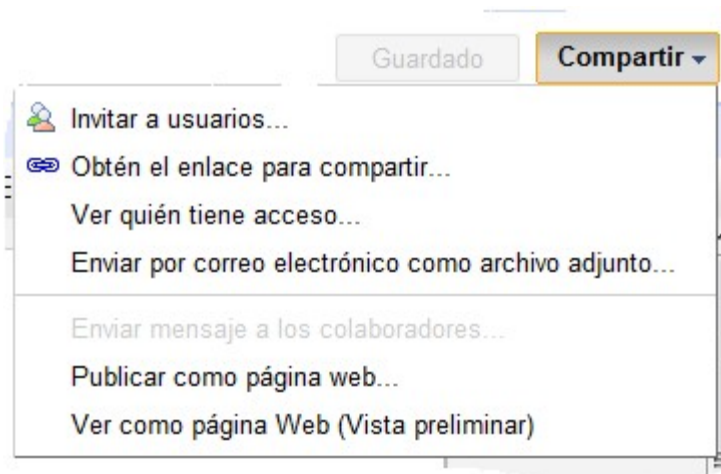 Guardado
Compartir
Invitar a usuarios...
Obtén el enlace para compartir...
Ver quién tiene acceso...
Enviar por correo electrónico como archivo adjunto...
Enviar mensaje a los colaboradores...
Publicar como página web...
Ver como página Web (Vista preliminar)